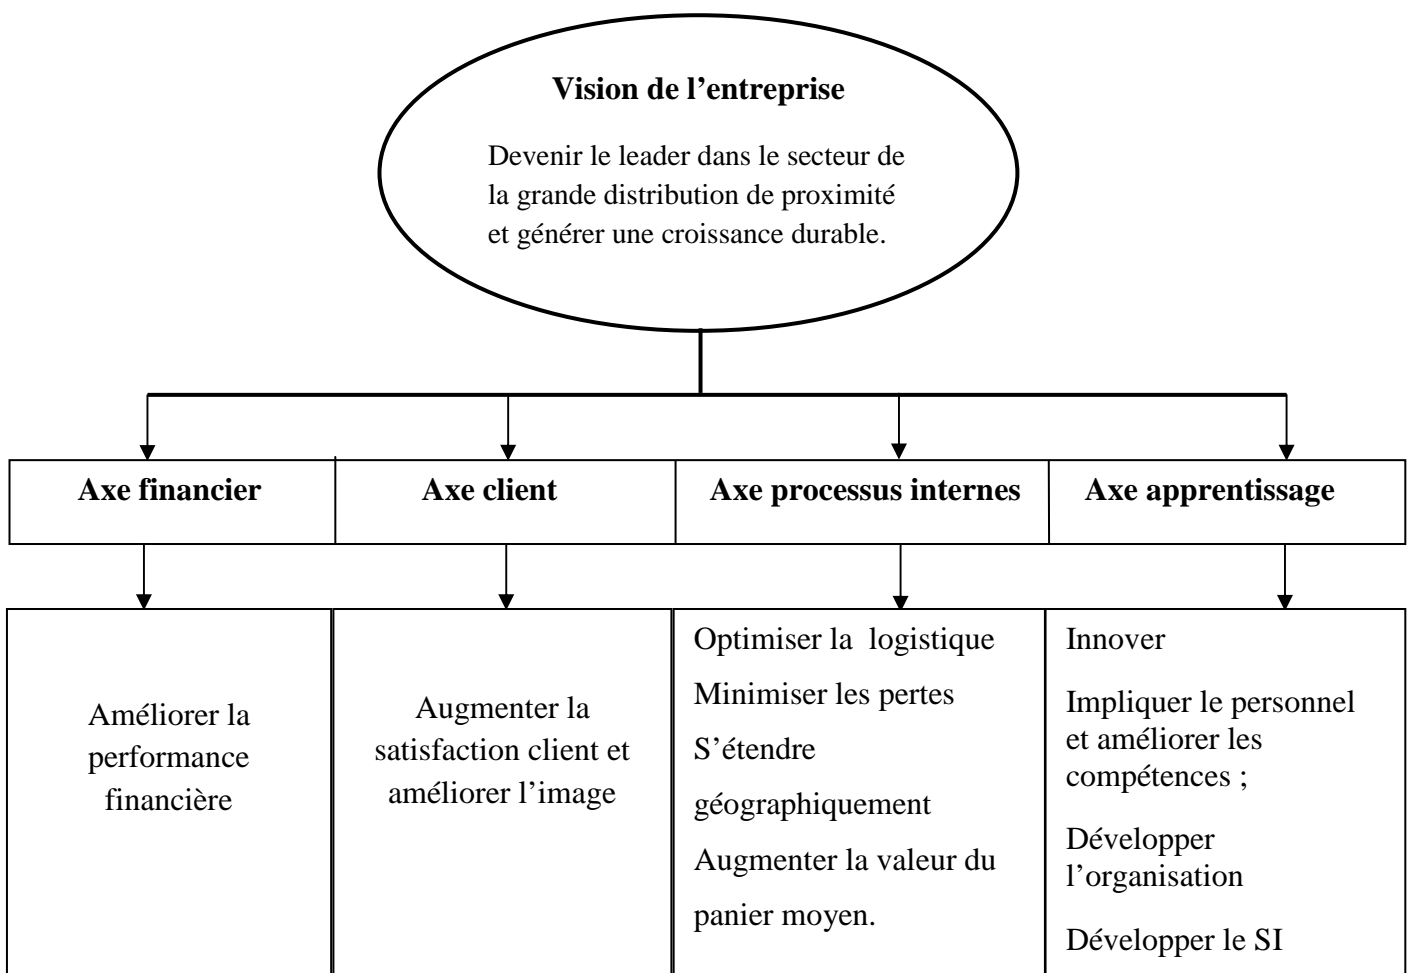 Vision de l’entreprise
Devenir le leader dans le secteur de
la grande distribution de proximité
et générer une croissance durable.
Axe financier
Axe client
Axe processus internes
Axe apprentissage
Améliorer la
performance
financière
Augmenter la
satisfaction client et
améliorer l’image
Optimiser la  logistique
Minimiser les pertes
S’étendre
géographiquement
Augmenter la valeur du
panier moyen.
Innover
Impliquer le personnel
et améliorer les
compétences ;
Développer
l’organisation
Développer le SI